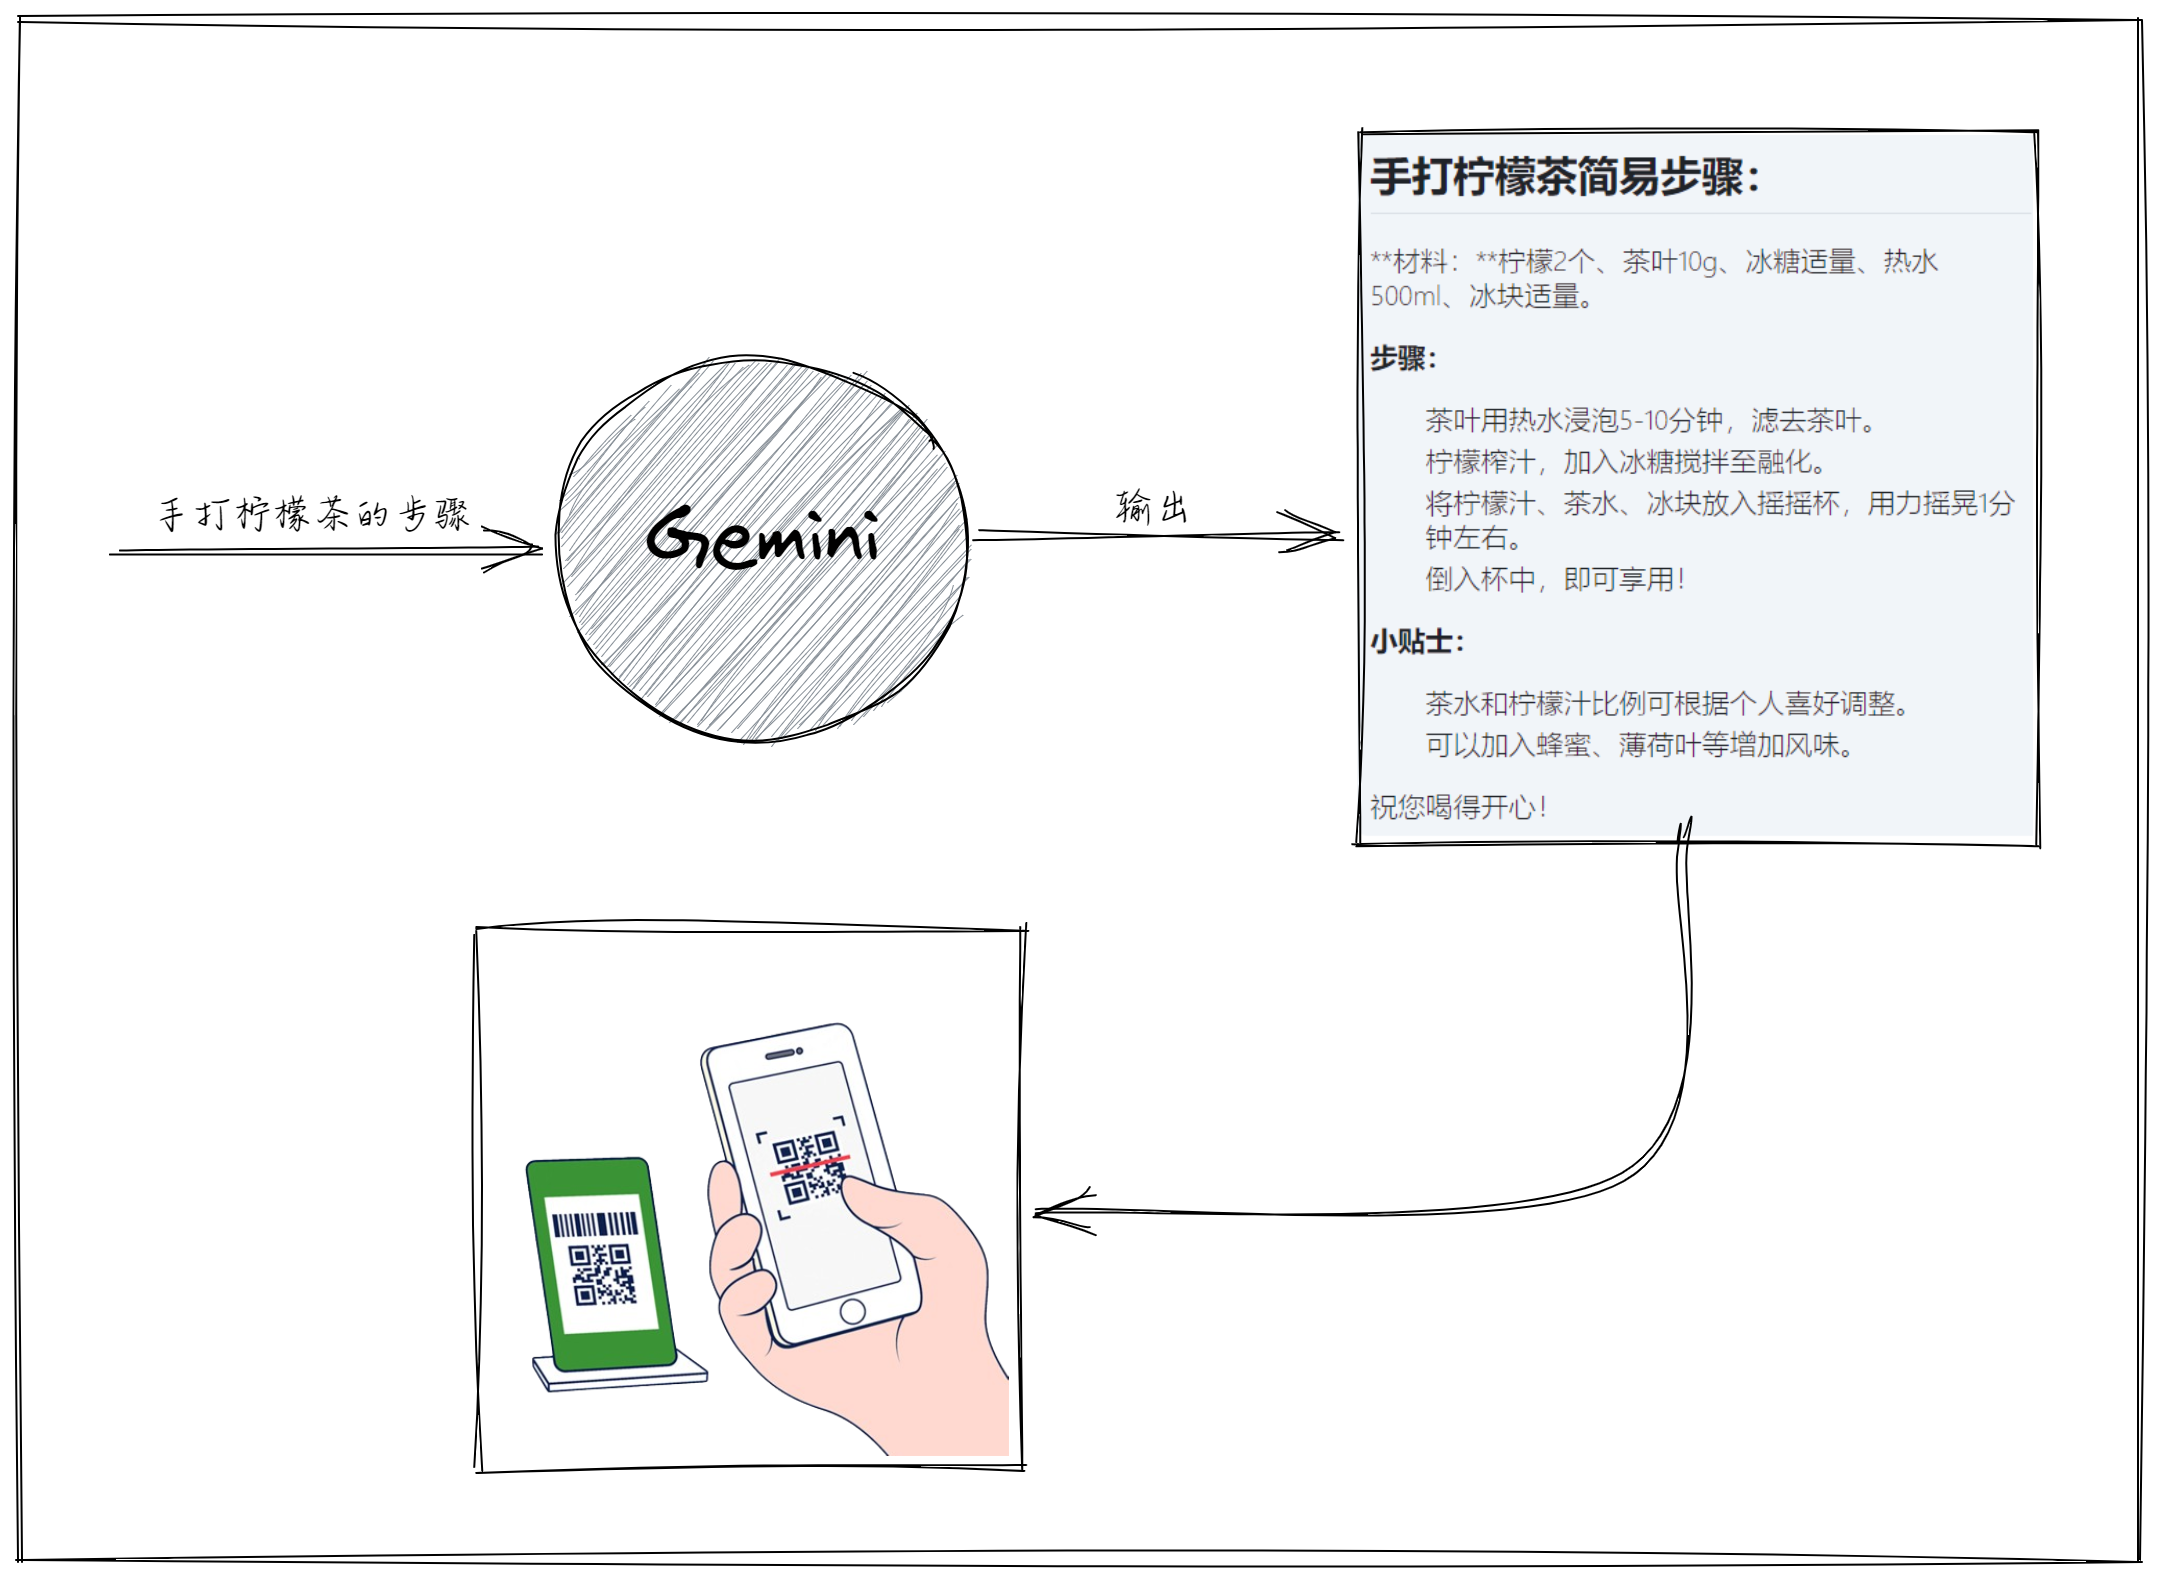 手打柠檬茶的步骤
Gemini
输出
手打柠檬茶简易步骤：
**材料：**柠檬2个、茶叶10g、冰糖适量、热水
500ml、冰块适量。
步骤：
茶叶用热水浸泡5-10分钟，滤去茶叶。
柠檬榨汁，加入冰糖搅拌至融化。
将柠檬汁、茶水、冰块放入摇摇杯，用力摇晃1分
钟左右。
倒入杯中，即可享用！
小贴士：
茶水和柠檬汁比例可根据个人喜好调整。
可以加入蜂蜜、薄荷叶等增加风味。
祝您喝得开心！